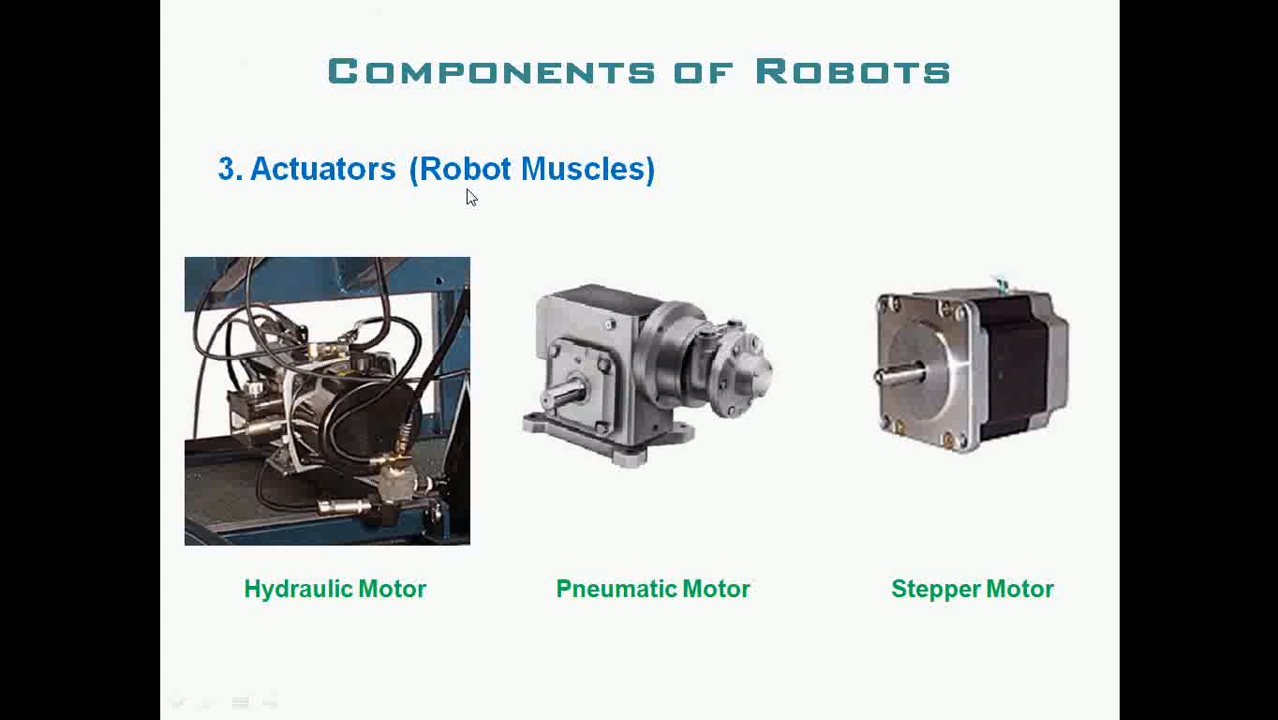 Components of Robots
3. Actuators (Robot Muscles)
Hydraulic Motor
Pneumatic Motor
Stepper Motor